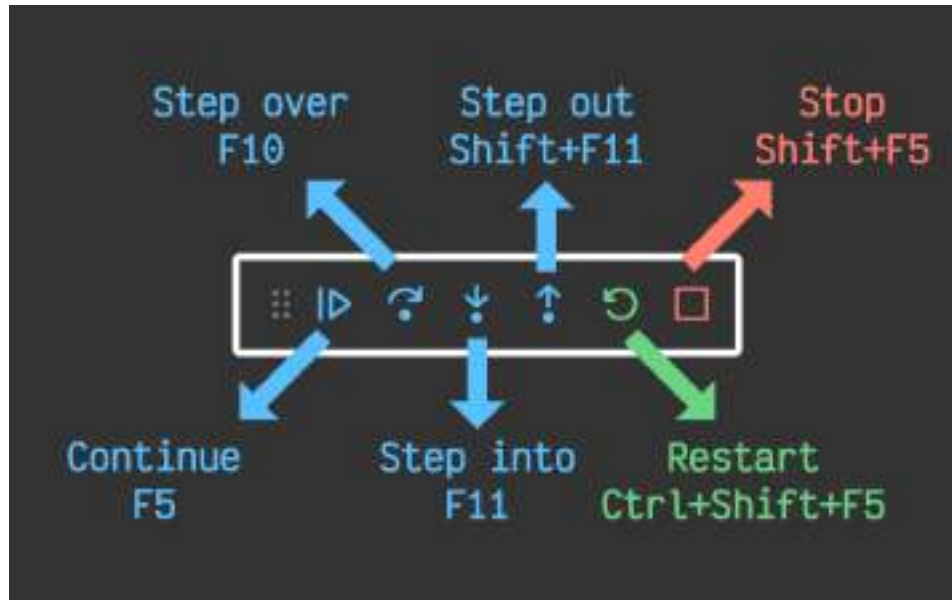 Step over
F10
Step out
Shift+F11
Stop
Shift+F5
Continue
F5
Step into
F11
Restart
Ctrl+Shift+F5